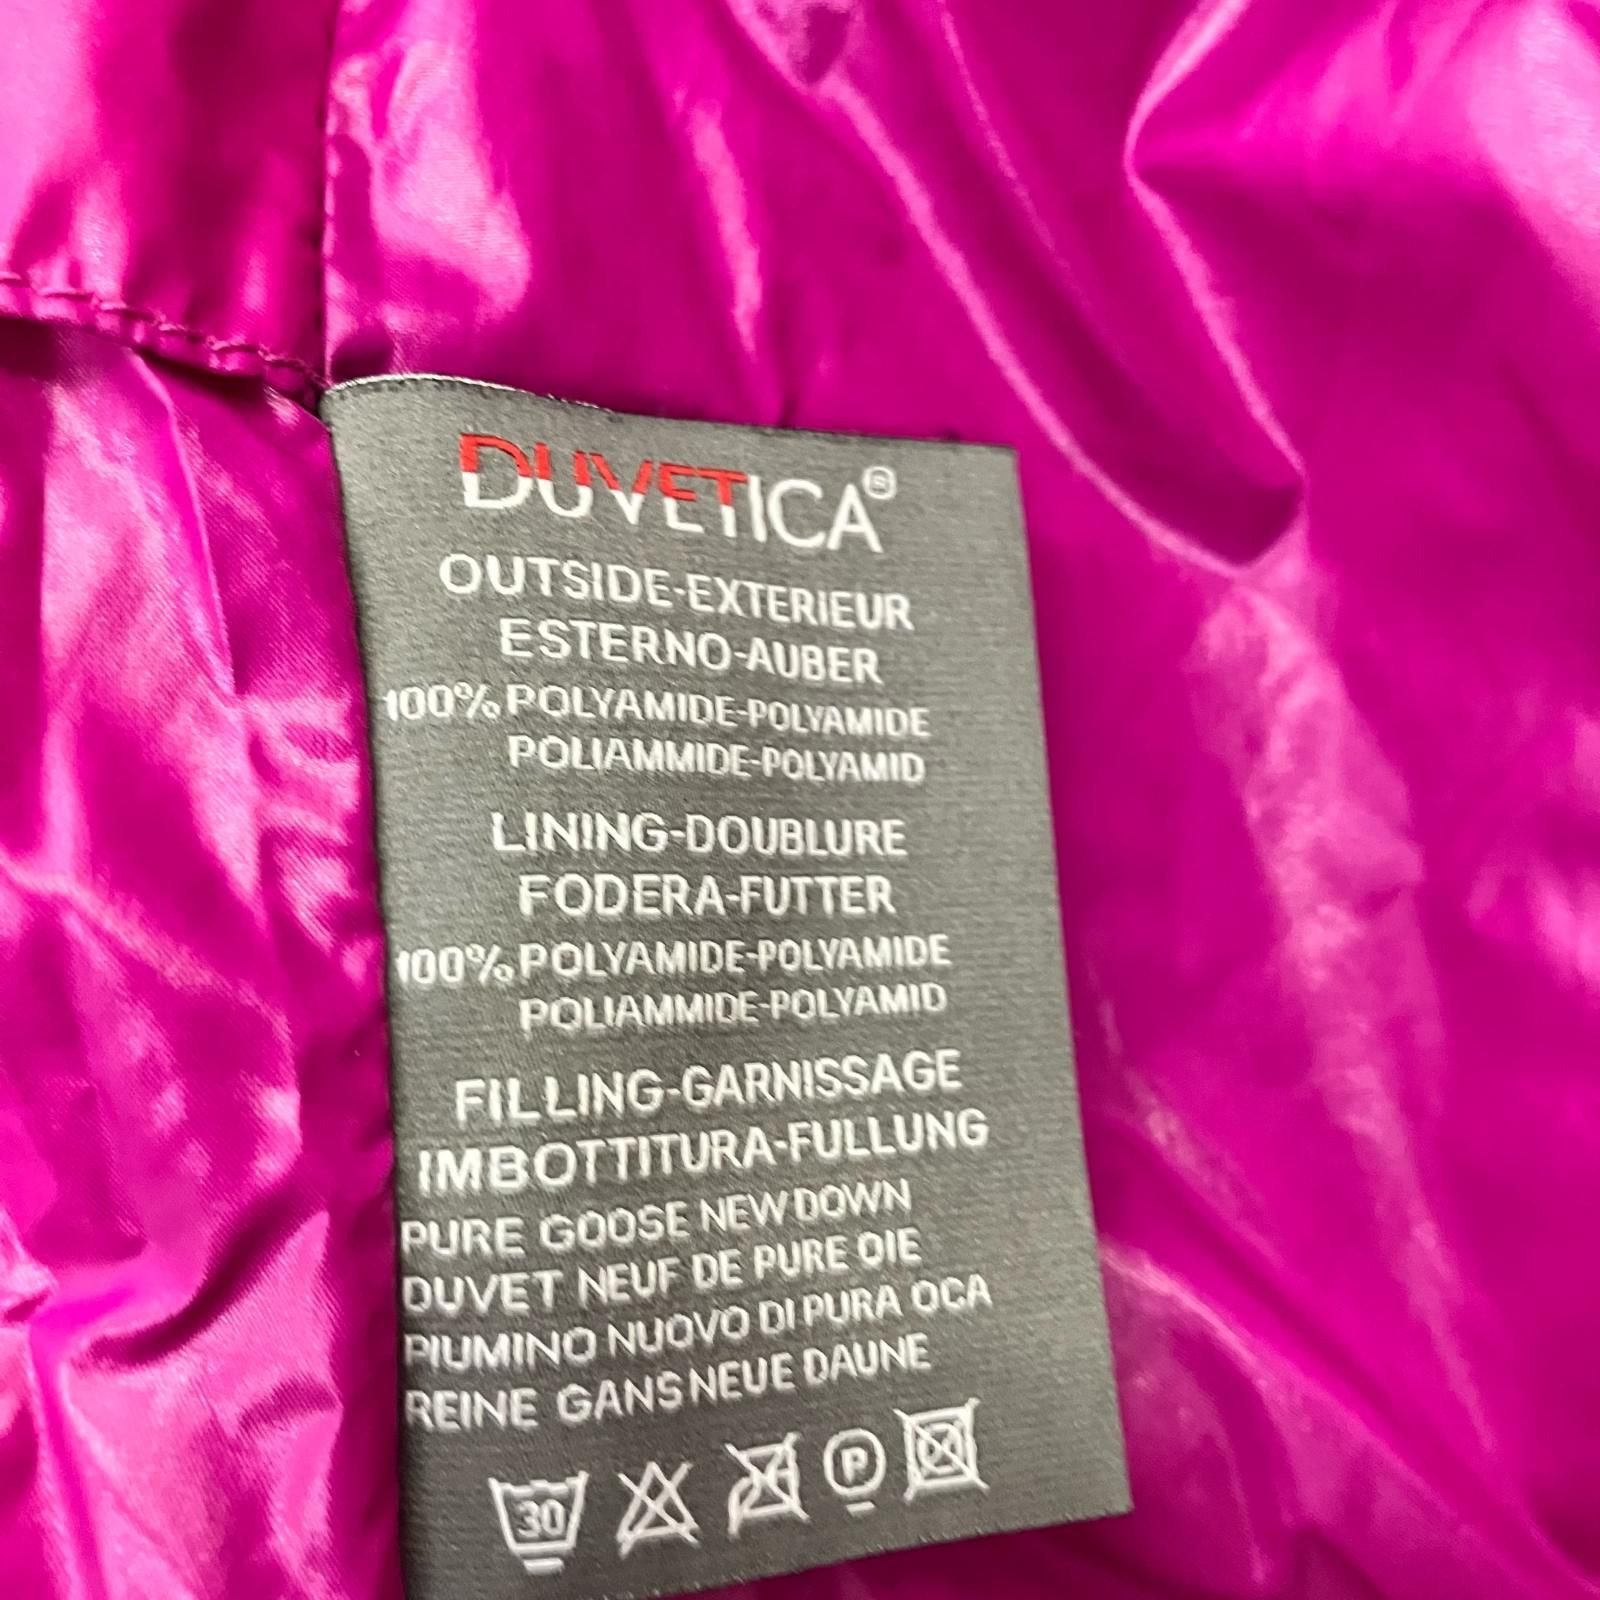 DUVETICA®
OUTSIDE-EXTERIEUR
ESTERNO-AUBER
100% POLYAMIDE-POLYAMIDE
POLIAMMIDE-POLYAMID
LINING-DOUBLURE
FODERA-FUTTER
100% POLYAMIDE-POLYAMIDE
POLIAMMIDE-POLYAMID
FILLING-GARNISSAGE
IMBOTTITURA-FULLUNG
PURE GOOSE NEW DOWN
DUVET NEUF DE PURE OIE
PIUMINO NUOVO DI PURA OCA
REINE GANS NEUE DAUNE
30 P